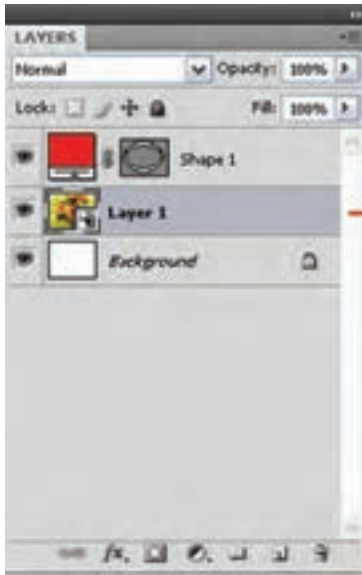 LAYERS
Normal Opacity: 100%
Lock: Fill: 100%
Shape 1
Layer 1
Background
fx.